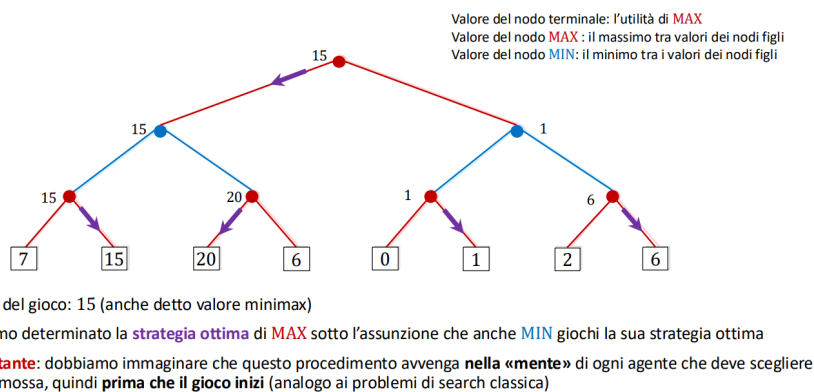 Valore del nodo terminale: l'utilità di MAX
Valore del nodo MAX : il massimo tra valori dei nodi figli
Valore del nodo MIN: il minimo tra i valori dei nodi figli
15
15 1
15 20 1 6
7 15 20 6 0 1 2 6
del gioco: 15 (anche detto valore minimax)
determinato la strategia ottima di MAX sotto l'assunzione che anche MIN giochi la sua strategia ottima
dobbiamo immaginare che questo procedimento avvenga nella «mente» di ogni agente che deve scegliere
mossa, quindi prima che il gioco inizi (analogo ai problemi di search classica)